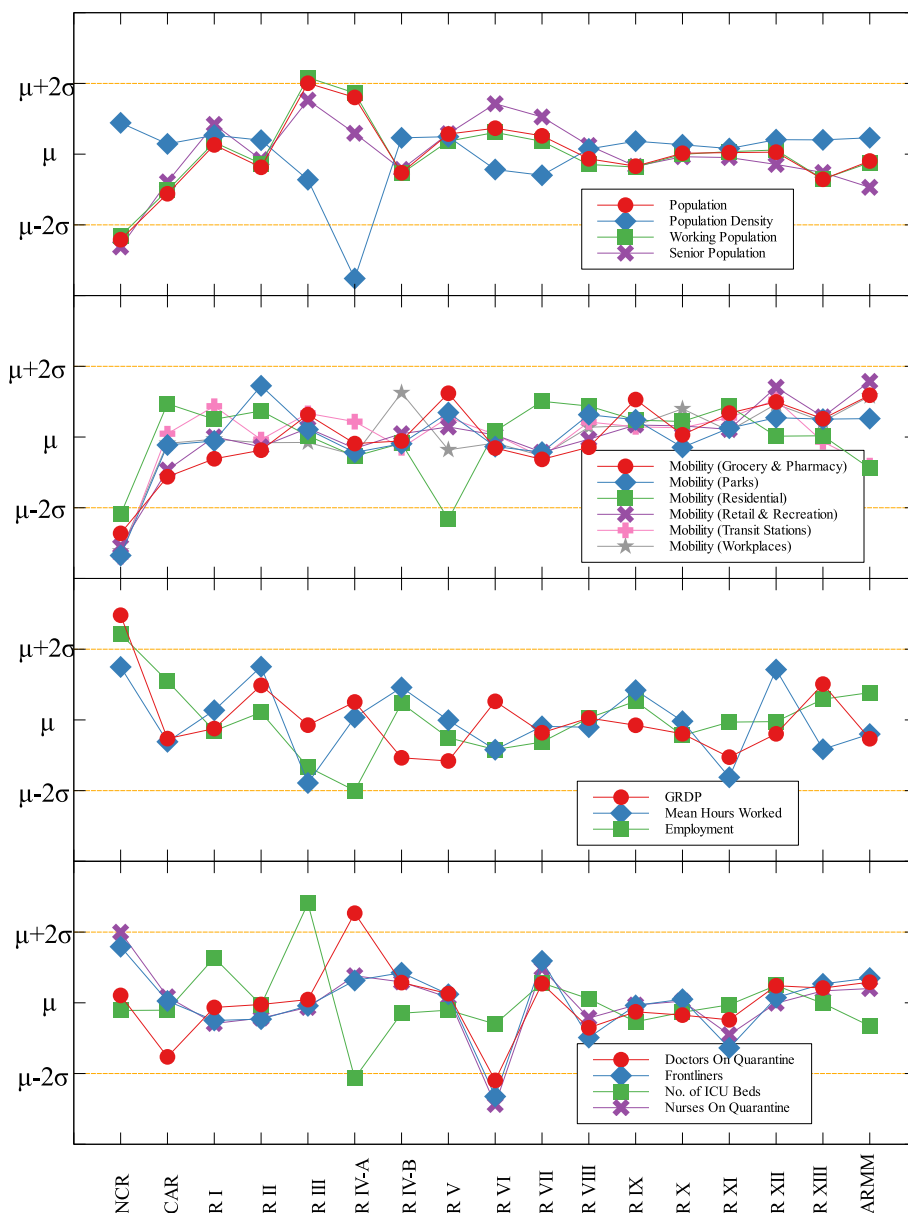 μ+2σ
μ
μ-2σ
Population
Population Density
Working Population
Senior Population
μ+2σ
μ
μ-2σ
Mobility (Grocery & Pharmacy)
Mobility (Parks)
Mobility (Residential)
Mobility (Retail & Recreation)
Mobility (Transit Stations)
Mobility (Workplaces)
μ+2σ
μ
μ-2σ
GRDP
Mean Hours Worked
Employment
μ+2σ
μ
μ-2σ
Doctors On Quarantine
Frontliners
No. of ICU Beds
Nurses On Quarantine
NCR
CAR
R I
R II
R III
R IV-A
R IV-B
R V
R VI
R VII
R VIII
R IX
R X
R XI
R XII
R XIII
ARMM